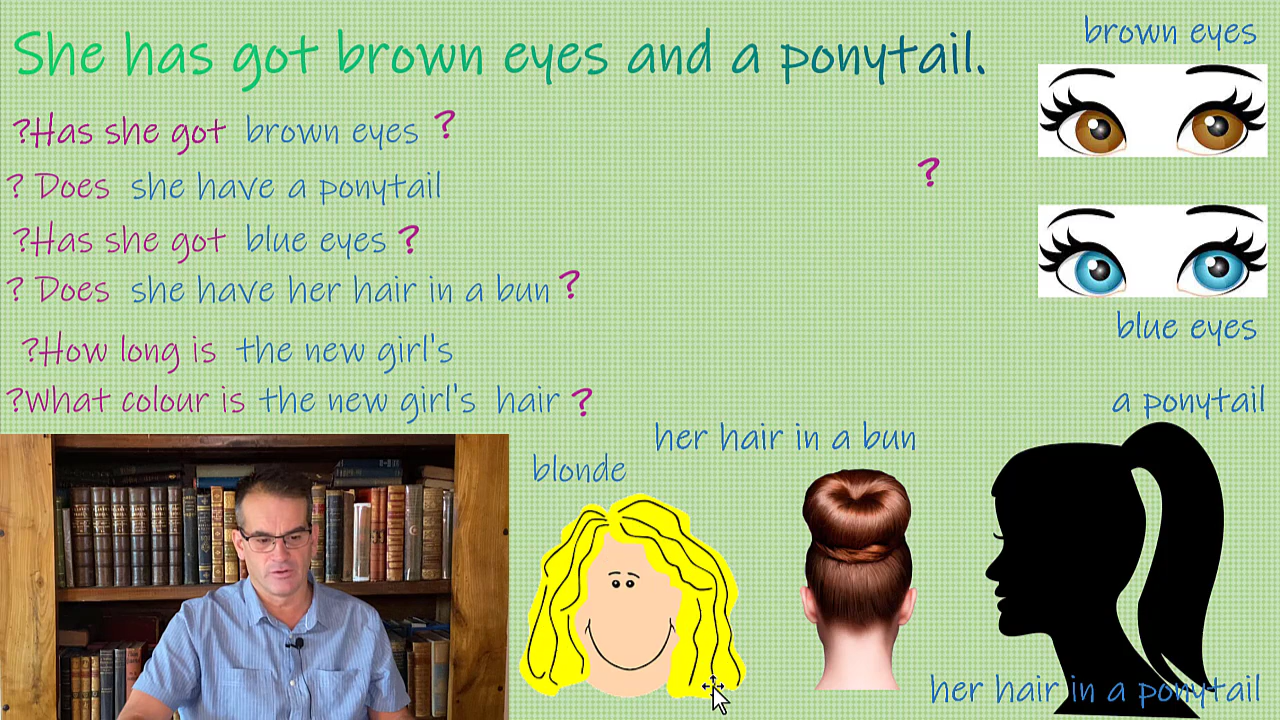 She has got brown eyes and a ponytail.
?Has she got brown eyes ?
? Does she have a ponytail
?
?Has she got blue eyes ?
? Does she have her hair in a bun ?
?How long is the new girl's
?What colour is the new girl's hair ?
brown eyes
blue eyes
a ponytail
her hair in a bun
blonde
her hair in a ponytail